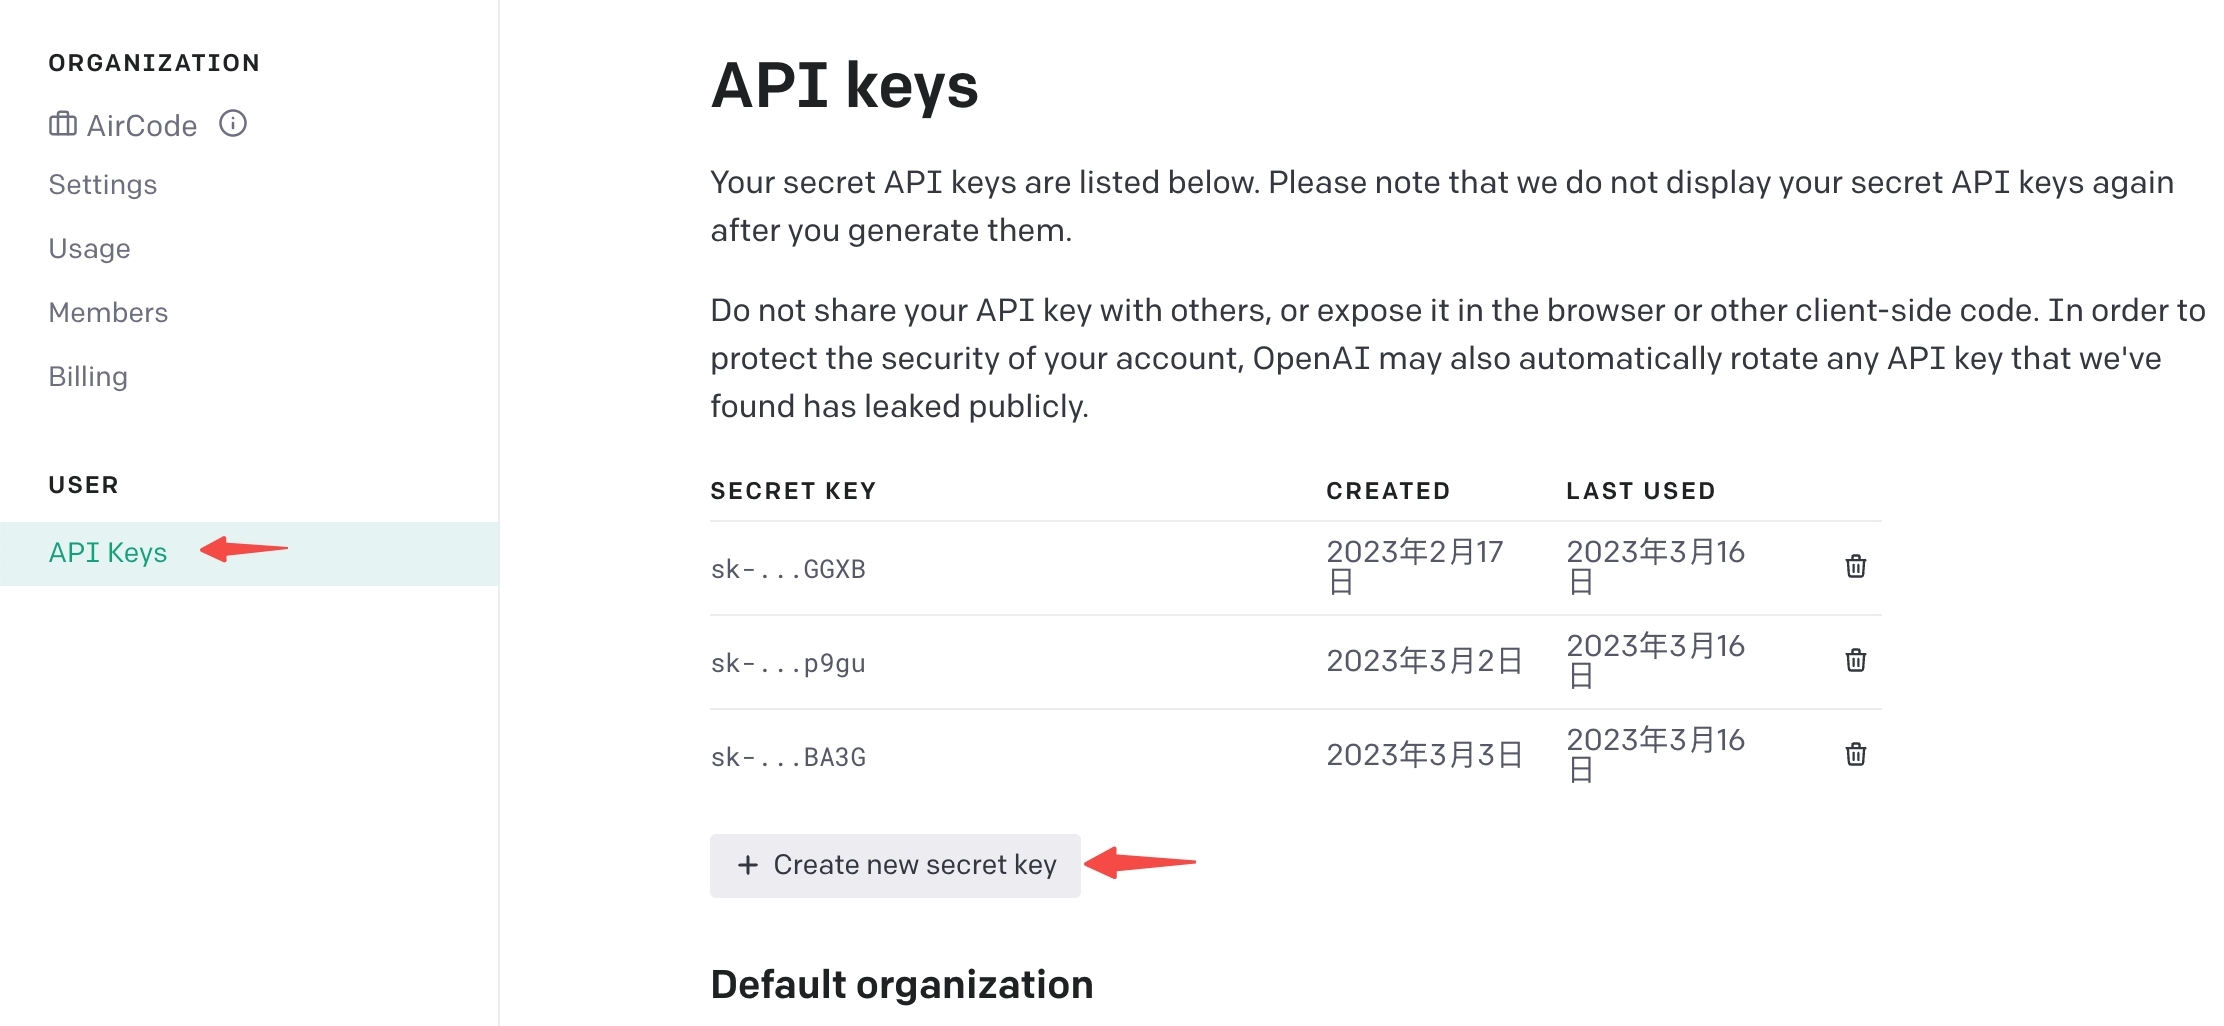 ORGANIZATION
AirCode
Settings
Usage
Members
Billing
USER
API Keys
API keys
Your secret API keys are listed below. Please note that we do not display your secret API keys again
after you generate them.
Do not share your API key with others, or expose it in the browser or other client-side code. In order to
protect the security of your account, OpenAI may also automatically rotate any API key that we've
found has leaked publicly.
SECRET KEY CREATED LAST USED
sk-...GGXB 2023年2月17日 2023年3月16日
sk-...p9gu 2023年3月2日 2023年3月16日
sk-...BA3G 2023年3月3日 2023年3月16日
+ Create new secret key
Default organization